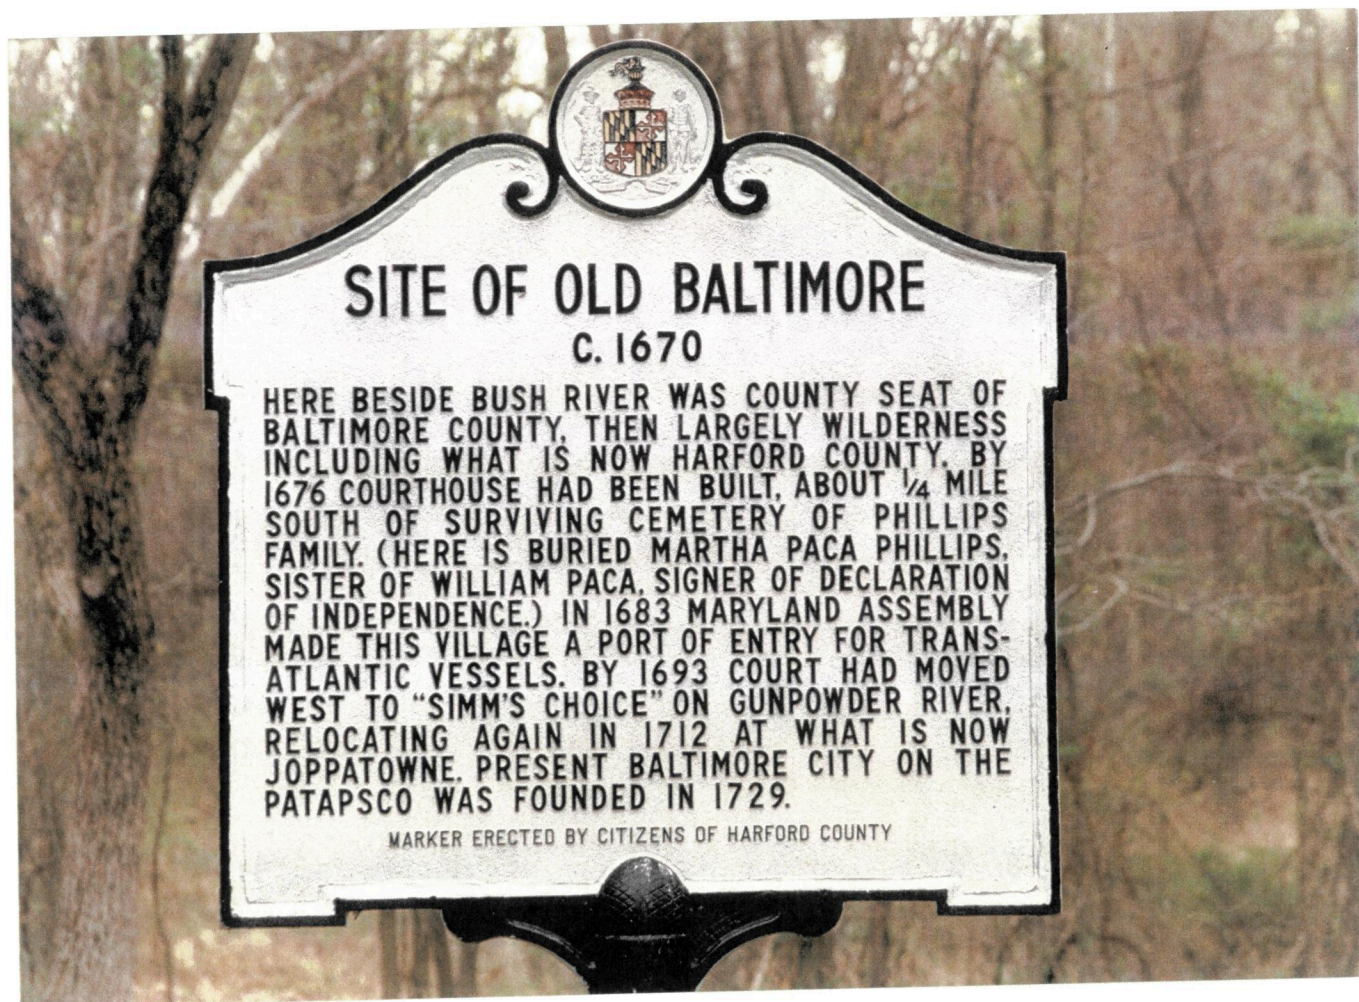 SITE OF OLD BALTIMORE
C. 1670
HERE BESIDE BUSH RIVER WAS COUNTY SEAT OF
BALTIMORE COUNTY, THEN LARGELY WILDERNESS
INCLUDING WHAT IS NOW HARFORD COUNTY. BY
1676 COURTHOUSE HAD BEEN BUILT, ABOUT 1/4 MILE
SOUTH OF SURVIVING CEMETERY OF PHILLIPS
FAMILY. (HERE IS BURIED MARTHA PACA PHILLIPS,
SISTER OF WILLIAM PACA, SIGNER OF DECLARATION
OF INDEPENDENCE.) IN 1683 MARYLAND ASSEMBLY
MADE THIS VILLAGE A PORT OF ENTRY FOR TRANS-
ATLANTIC VESSELS. BY 1693 COURT HAD MOVED
WEST TO "SIMM'S CHOICE" ON GUNPOWDER RIVER,
RELOCATING AGAIN IN 1712 AT WHAT IS NOW
JOPPATOWNE. PRESENT BALTIMORE CITY ON THE
PATAPSCO WAS FOUNDED IN 1729.
MARKER ERECTED BY CITIZENS OF HARFORD COUNTY